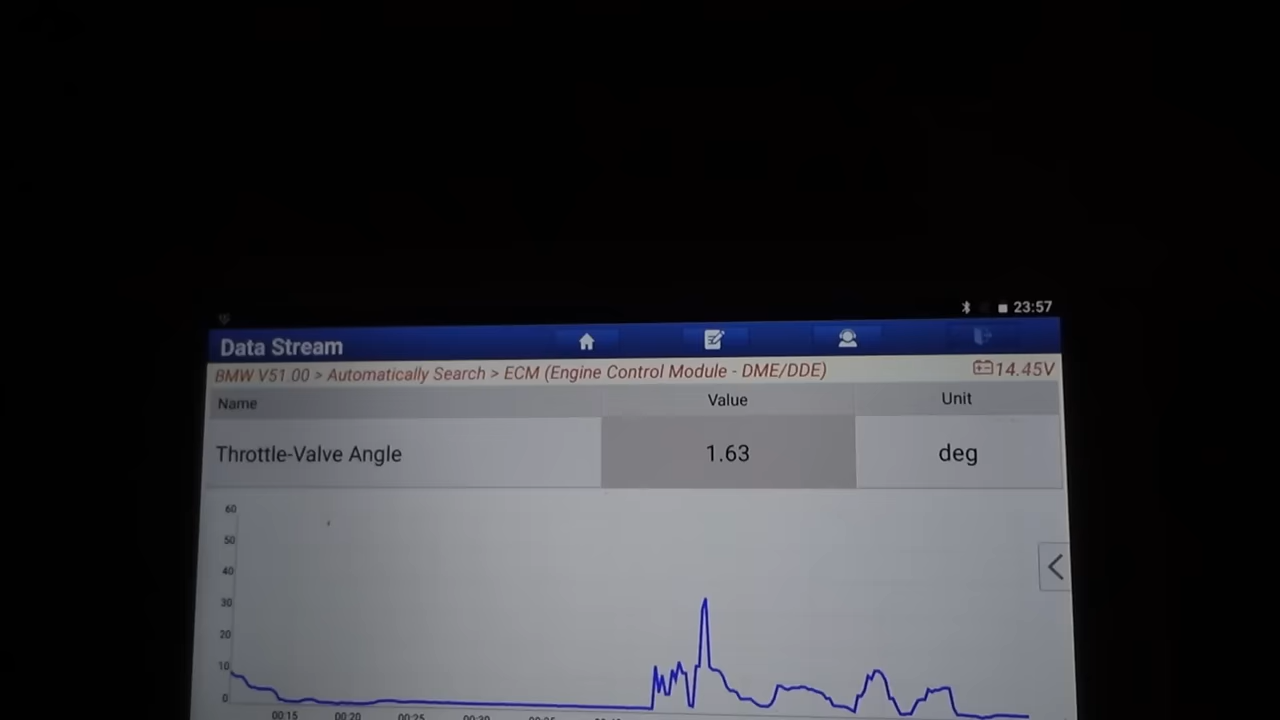 23:57
Data Stream
BMW V51.00 > Automatically Search > ECM (Engine Control Module - DME/DDE) 14.45V
Name Value Unit
Throttle-Valve Angle 1.63 deg
60
50
40
30
20
10
0
00:15 00:20 00:25 00:30